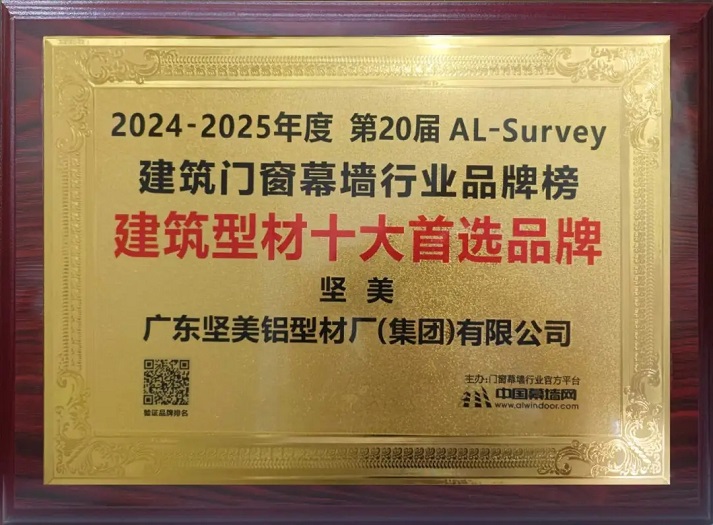 2024-2025年度 第20届 AL-Survey
建筑门窗幕墙行业品牌榜
建筑型材十大首选品牌
坚 美
广东坚美铝型材厂(集团)有限公司
验证品牌排名
主办:门窗幕墙行业官方平台
中国幕墙网
www.alwindoor.com